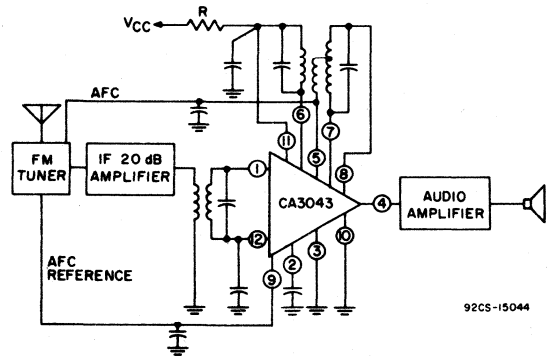 R
VCC
AFC
6
7
11
5
8
FM
TUNER
IF 20 dB
AMPLIFIER
1
CA3043
4
AUDIO
AMPLIFIER
12
2
3
10
9
AFC
REFERENCE
92CS-15044